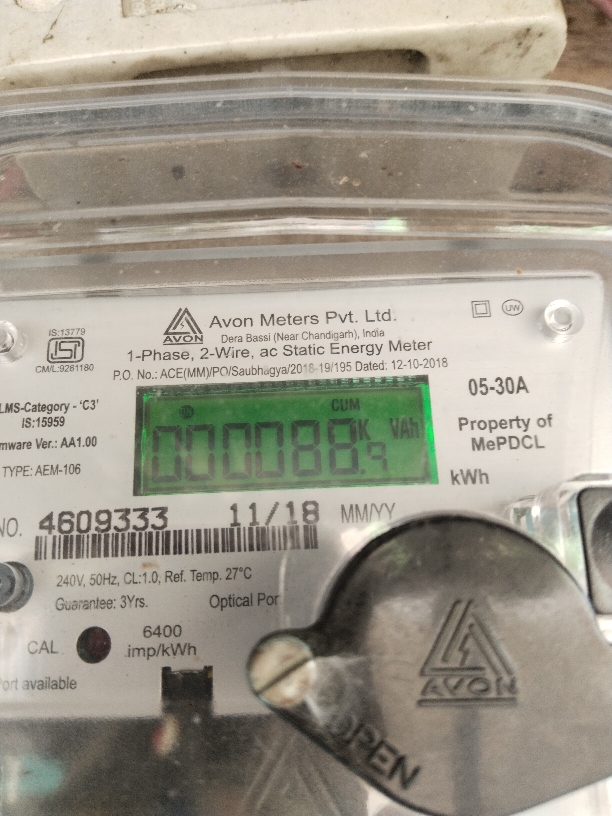 AVON
Avon Meters Pvt. Ltd.
Dera Bassi (Near Chandigarh), India
1-Phase, 2-Wire, ac Static Energy Meter
P.O. No.: ACE(MM)/PO/Saubhagya/2018-19/195 Dated: 12-10-2018
UW
IS:13779
ISI
CM/L:9261180
LMS-Category - 'C3'
IS:15959
mware Ver.: AA1.00
TYPE: AEM-106
CUM
000088.9 K VAh
05-30A
Property of
MePDCL
kWh
NO. 4609333 11/18 MM/YY
240V, 50Hz, CL:1.0, Ref. Temp. 27°C
Guarantee: 3Yrs. Optical Por
CAL 6400
imp/kWh
ort available
AVON
OPEN